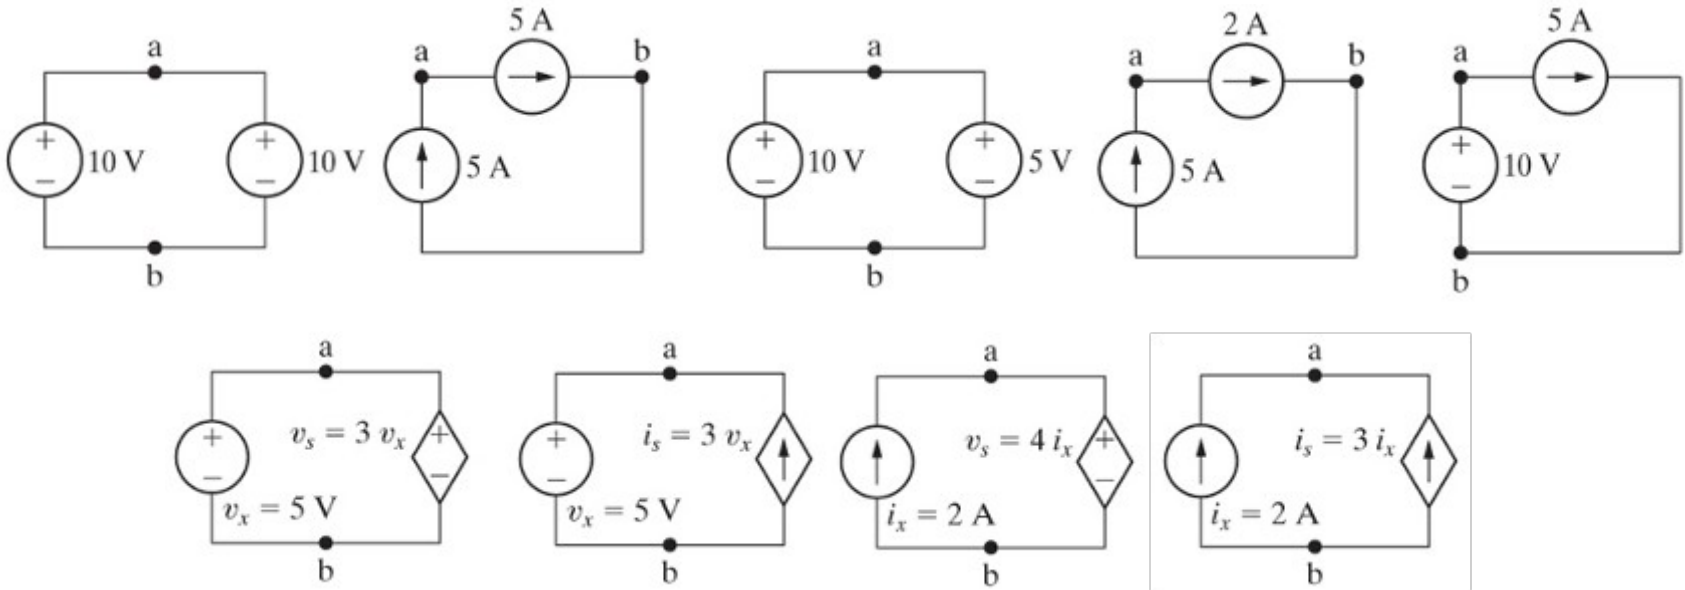 a
10 V
10 V
b
5 A
a
b
5 A
a
10 V
5 V
b
2 A
a
b
5 A
5 A
a
10 V
b
a
v_s = 3 v_x
v_x = 5 V
b
a
i_s = 3 v_x
v_x = 5 V
b
a
v_s = 4 i_x
i_x = 2 A
b
a
i_s = 3 i_x
i_x = 2 A
b